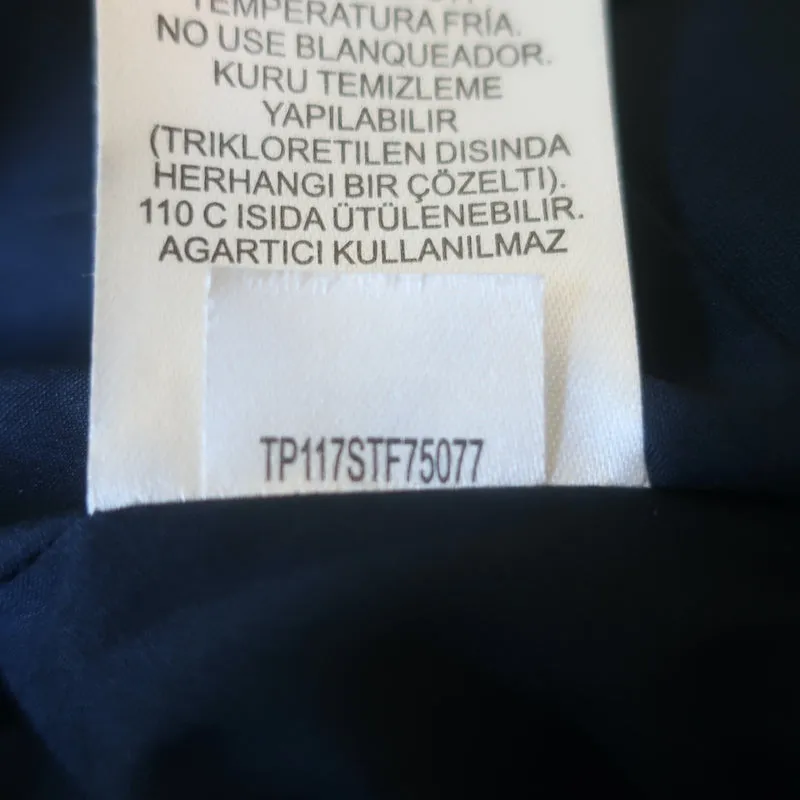 TEMPERATURA FRÍA.
NO USE BLANQUEADOR.
KURU TEMIZLEME
YAPILABILIR
(TRIKLORETILEN DISINDA
HERHANGI BIR ÇÖZELTI).
110 C ISIDA ÜTÜLENEBILIR.
AGARTICI KULLANILMAZ
TP117STF75077